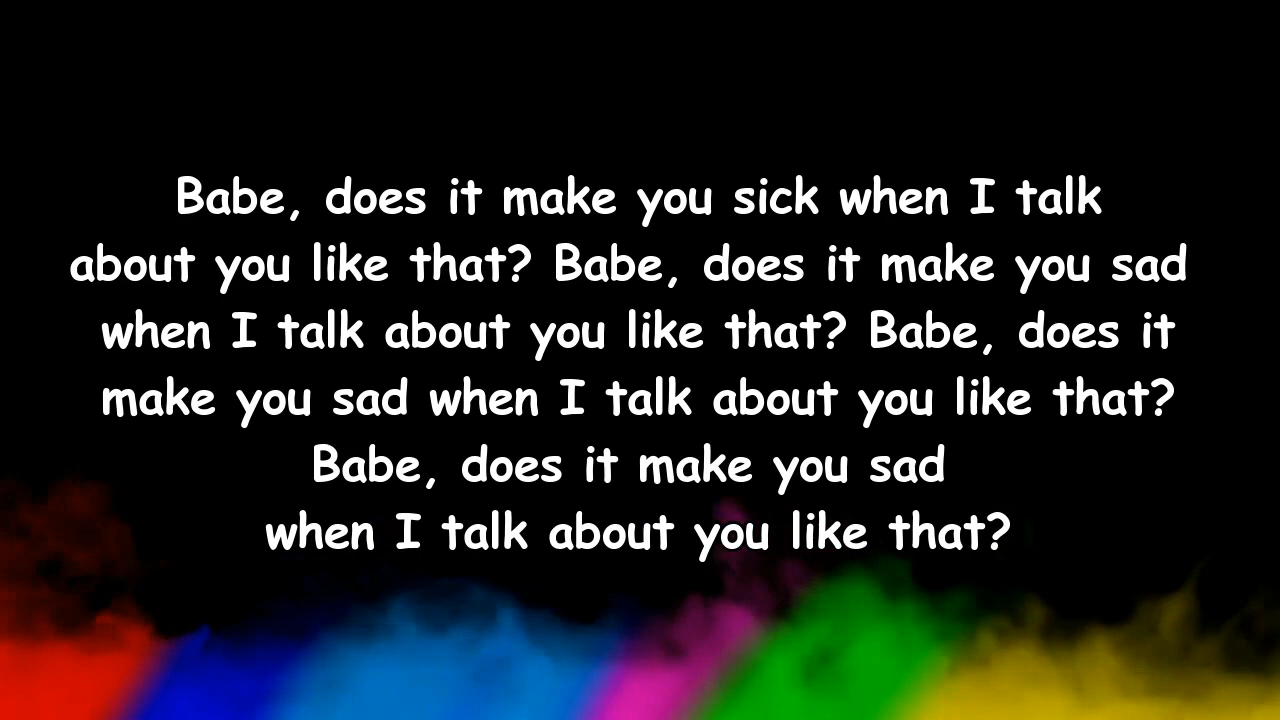 Babe, does it make you sick when I talk
about you like that? Babe, does it make you sad
when I talk about you like that? Babe, does it
make you sad when I talk about you like that?
Babe, does it make you sad
when I talk about you like that?